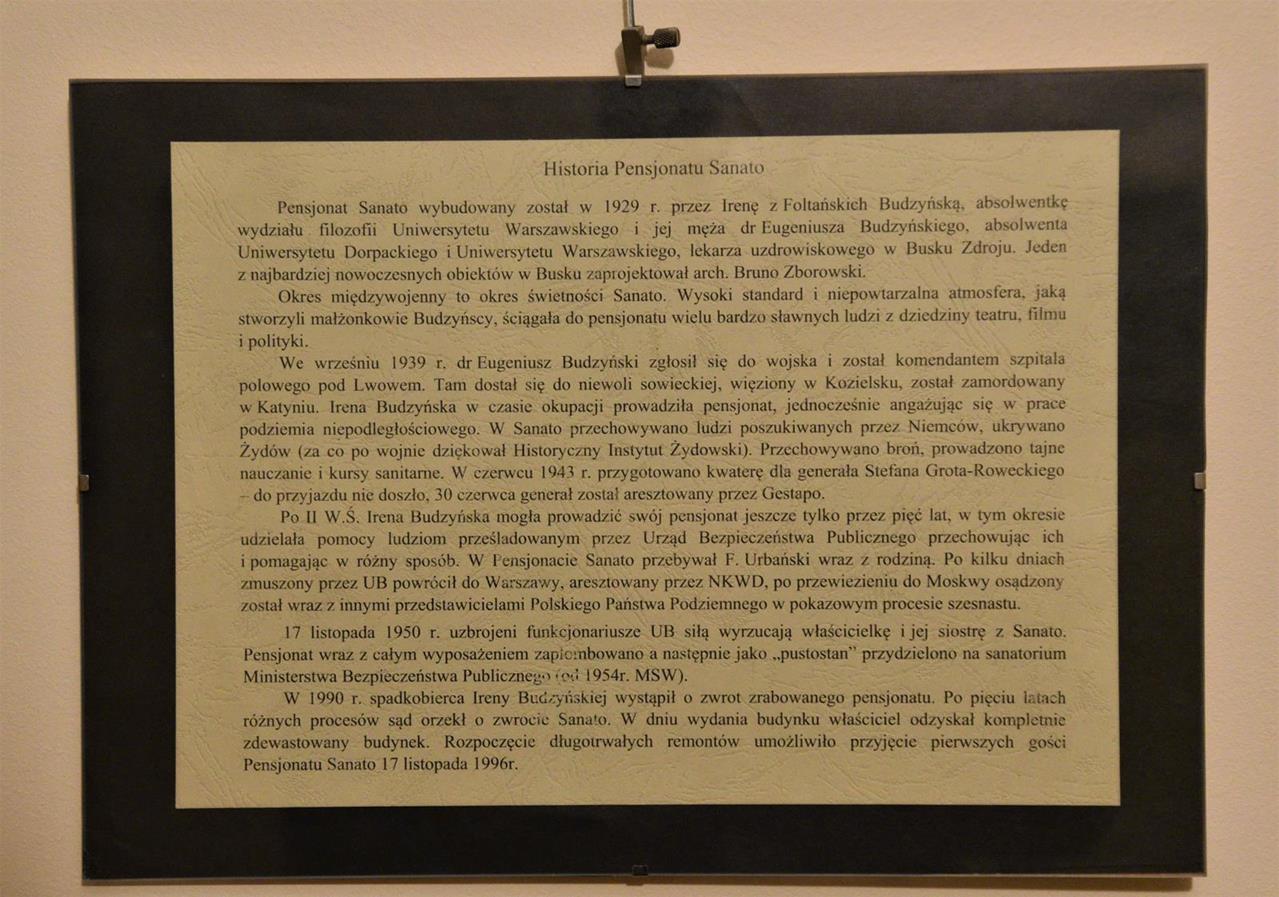 Historia Pensjonatu Sanato
Pensjonat Sanato wybudowany został w 1929 r. przez Irenę z Foltańskich Budzyńską, absolwentkę
wydziału filozofii Uniwersytetu Warszawskiego i jej męża dr Eugeniusza Budzyńskiego, absolwenta
Uniwersytetu Dorpackiego i Uniwersytetu Warszawskiego, lekarza uzdrowiskowego w Busku Zdroju. Jeden
z najbardziej nowoczesnych obiektów w Busku zaprojektował arch. Bruno Zborowski.
Okres międzywojenny to okres świetności Sanato. Wysoki standard i niepowtarzalna atmosfera, jaką
stworzyli małżonkowie Budzyńscy, ściągała do pensjonatu wielu bardzo sławnych ludzi z dziedziny teatru, filmu
i polityki.
We wrześniu 1939 r. dr Eugeniusz Budzyński zgłosił się do wojska i został komendantem szpitala
polowego pod Lwowem. Tam dostał się do niewoli sowieckiej, więziony w Kozielsku, został zamordowany
w Katyniu. Irena Budzyńska w czasie okupacji prowadziła pensjonat, jednocześnie angażując się w prace
podziemia niepodległościowego. W Sanato przechowywano ludzi poszukiwanych przez Niemców, ukrywano
Żydów (za co po wojnie dziękował Historyczny Instytut Żydowski). Przechowywano broń, prowadzono tajne
nauczanie i kursy sanitarne. W czerwcu 1943 r. przygotowano kwaterę dla generała Stefana Grota-Roweckiego
– do przyjazdu nie doszło, 30 czerwca generał został aresztowany przez Gestapo.
Po II W.Ś. Irena Budzyńska mogła prowadzić swój pensjonat jeszcze tylko przez pięć lat, w tym okresie
udzielała pomocy ludziom prześladowanym przez Urząd Bezpieczeństwa Publicznego przechowując ich
i pomagając w różny sposób. W Pensjonacie Sanato przebywał F. Urbański wraz z rodziną. Po kilku dniach
zmuszony przez UB powrócił do Warszawy, aresztowany przez NKWD, po przewiezieniu do Moskwy osądzony
został wraz z innymi przedstawicielami Polskiego Państwa Podziemnego w pokazowym procesie szesnastu.
17 listopada 1950 r. uzbrojeni funkcjonariusze UB siłą wyrzucają właścicielkę i jej siostrę z Sanato.
Pensjonat wraz z całym wyposażeniem zaplombowano a następnie jako „pustostan” przydzielono na sanatorium
Ministerstwa Bezpieczeństwa Publicznego (od 1954r. MSW).
W 1990 r. spadkobierca Ireny Budzyńskiej wystąpił o zwrot zrabowanego pensjonatu. Po pięciu latach
różnych procesów sąd orzekł o zwrocie Sanato. W dniu wydania budynku właściciel odzyskał kompletnie
zdewastowany budynek. Rozpoczęcie długotrwałych remontów umożliwiło przyjęcie pierwszych gości
Pensjonatu Sanato 17 listopada 1996r.